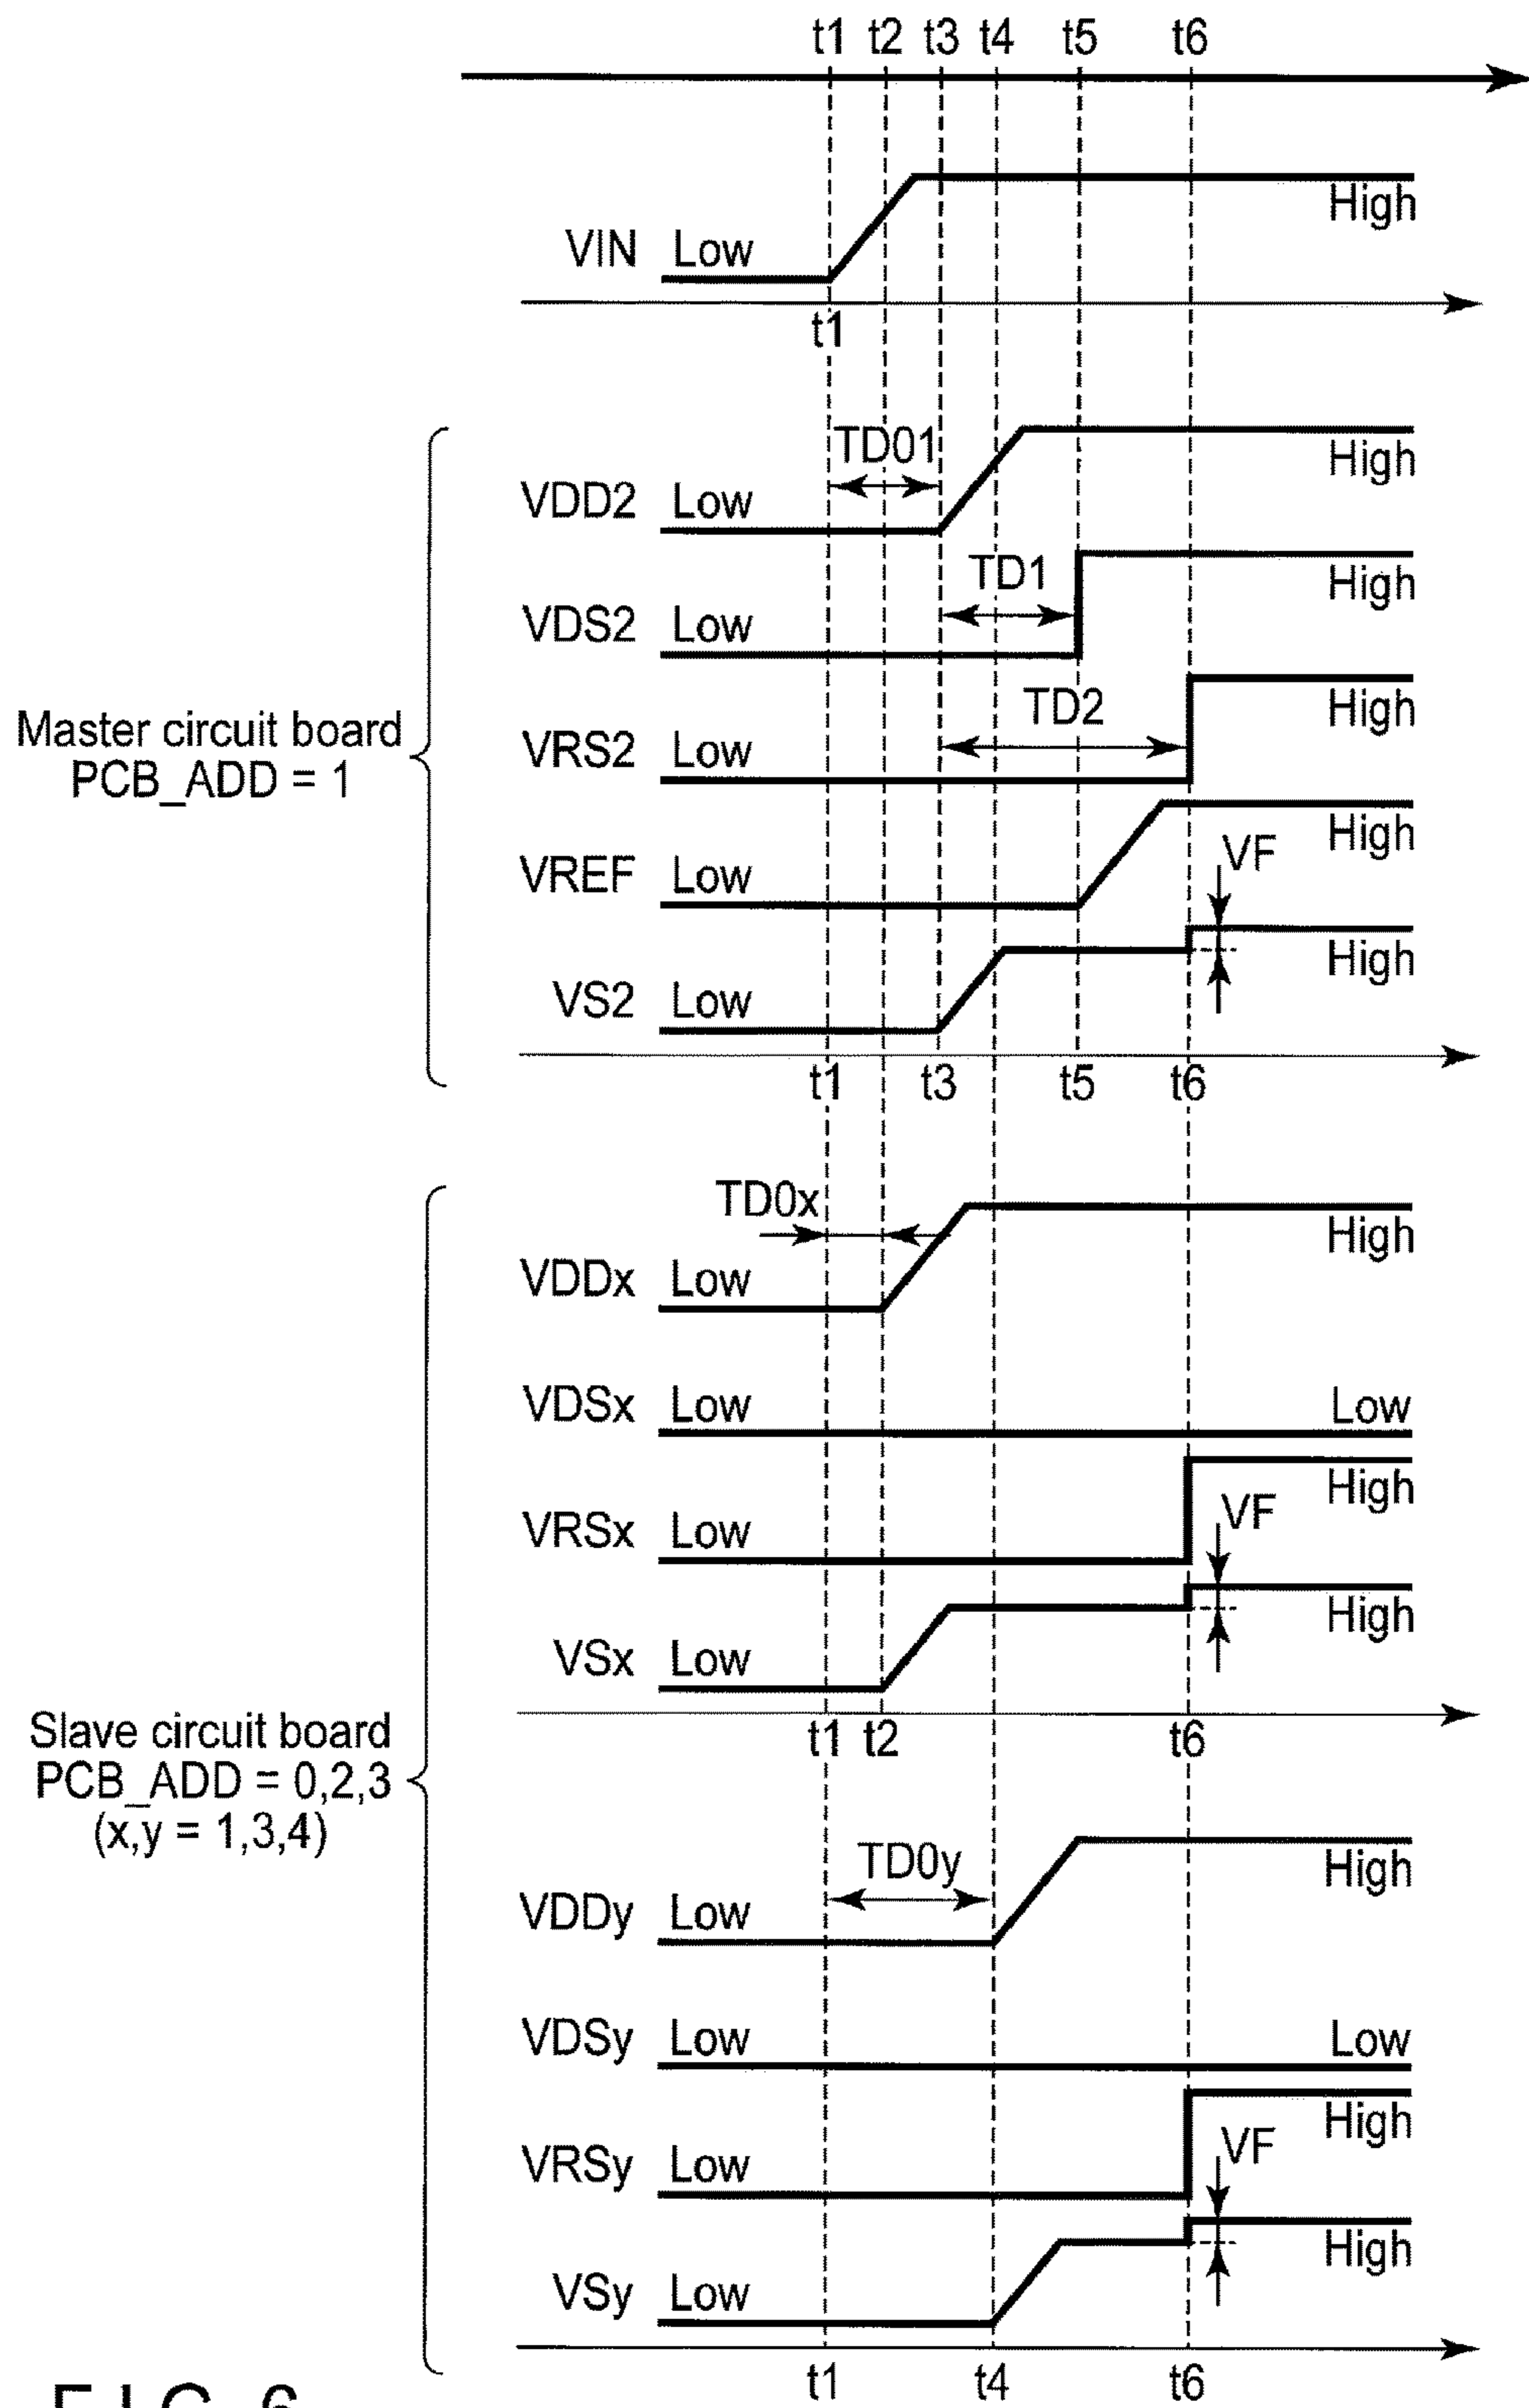 t1 t2 t3 t4 t5 t6
VIN Low High
t1
Master circuit board
PCB_ADD = 1
TD01
VDD2 Low High
TD1
VDS2 Low High
TD2
VRS2 Low High
VREF Low High
VF
VS2 Low High
t1 t3 t5 t6
Slave circuit board
PCB_ADD = 0,2,3
(x,y = 1,3,4)
TD0x
VDDx Low High
VDSx Low Low
VRSx Low High
VF
VSx Low High
t1 t2 t6
TD0y
VDDy Low High
VDSy Low Low
VRSy Low High
VF
VSy Low High
t1 t4 t6
FIG. 6